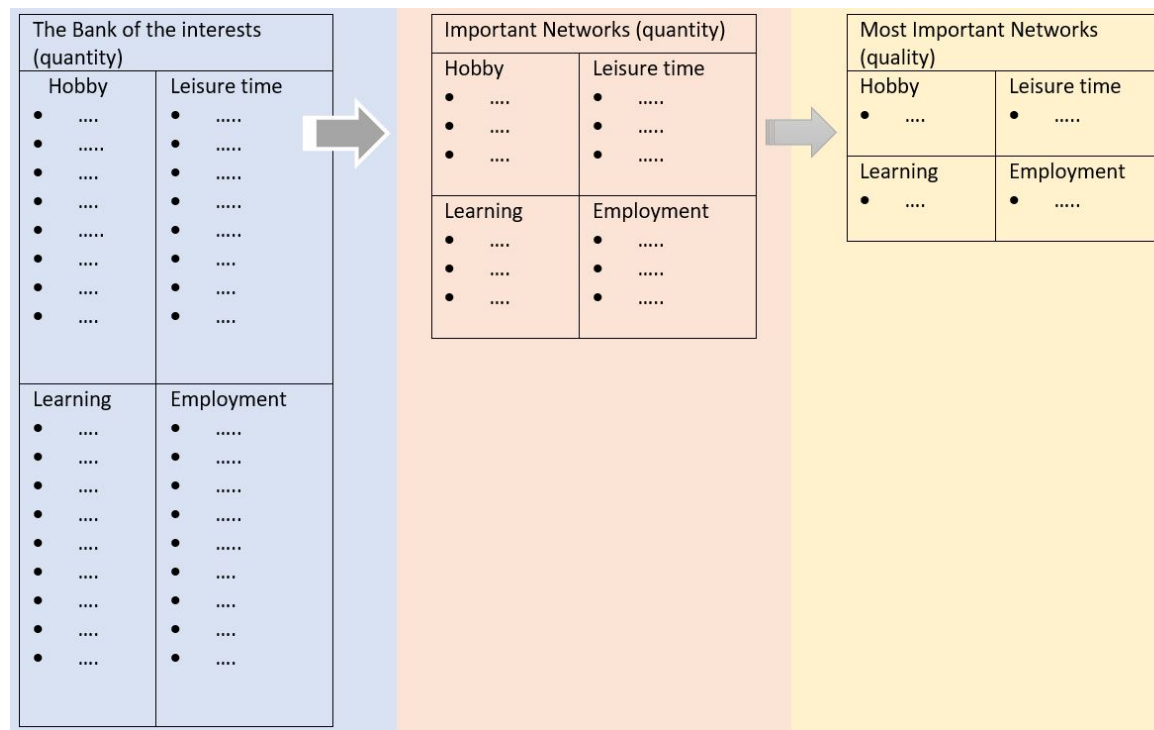 The Bank of the interests
(quantity)
Hobby Leisure time
• .... • .....
• ..... • .....
• .... • .....
• .... • .....
• ..... • .....
• .... • ....
• .... • ....
• .... • ....
Learning Employment
• .... • .....
• .... • .....
• .... • .....
• .... • .....
• .... • .....
• .... • ....
• .... • ....
• .... • ....
• .... • ....
Important Networks (quantity)
Hobby Leisure time
• .... • .....
• .... • .....
• .... • .....
Learning Employment
• .... • .....
• .... • .....
• .... • .....
Most Important Networks
(quality)
Hobby Leisure time
• .... • .....
Learning Employment
• .... • .....